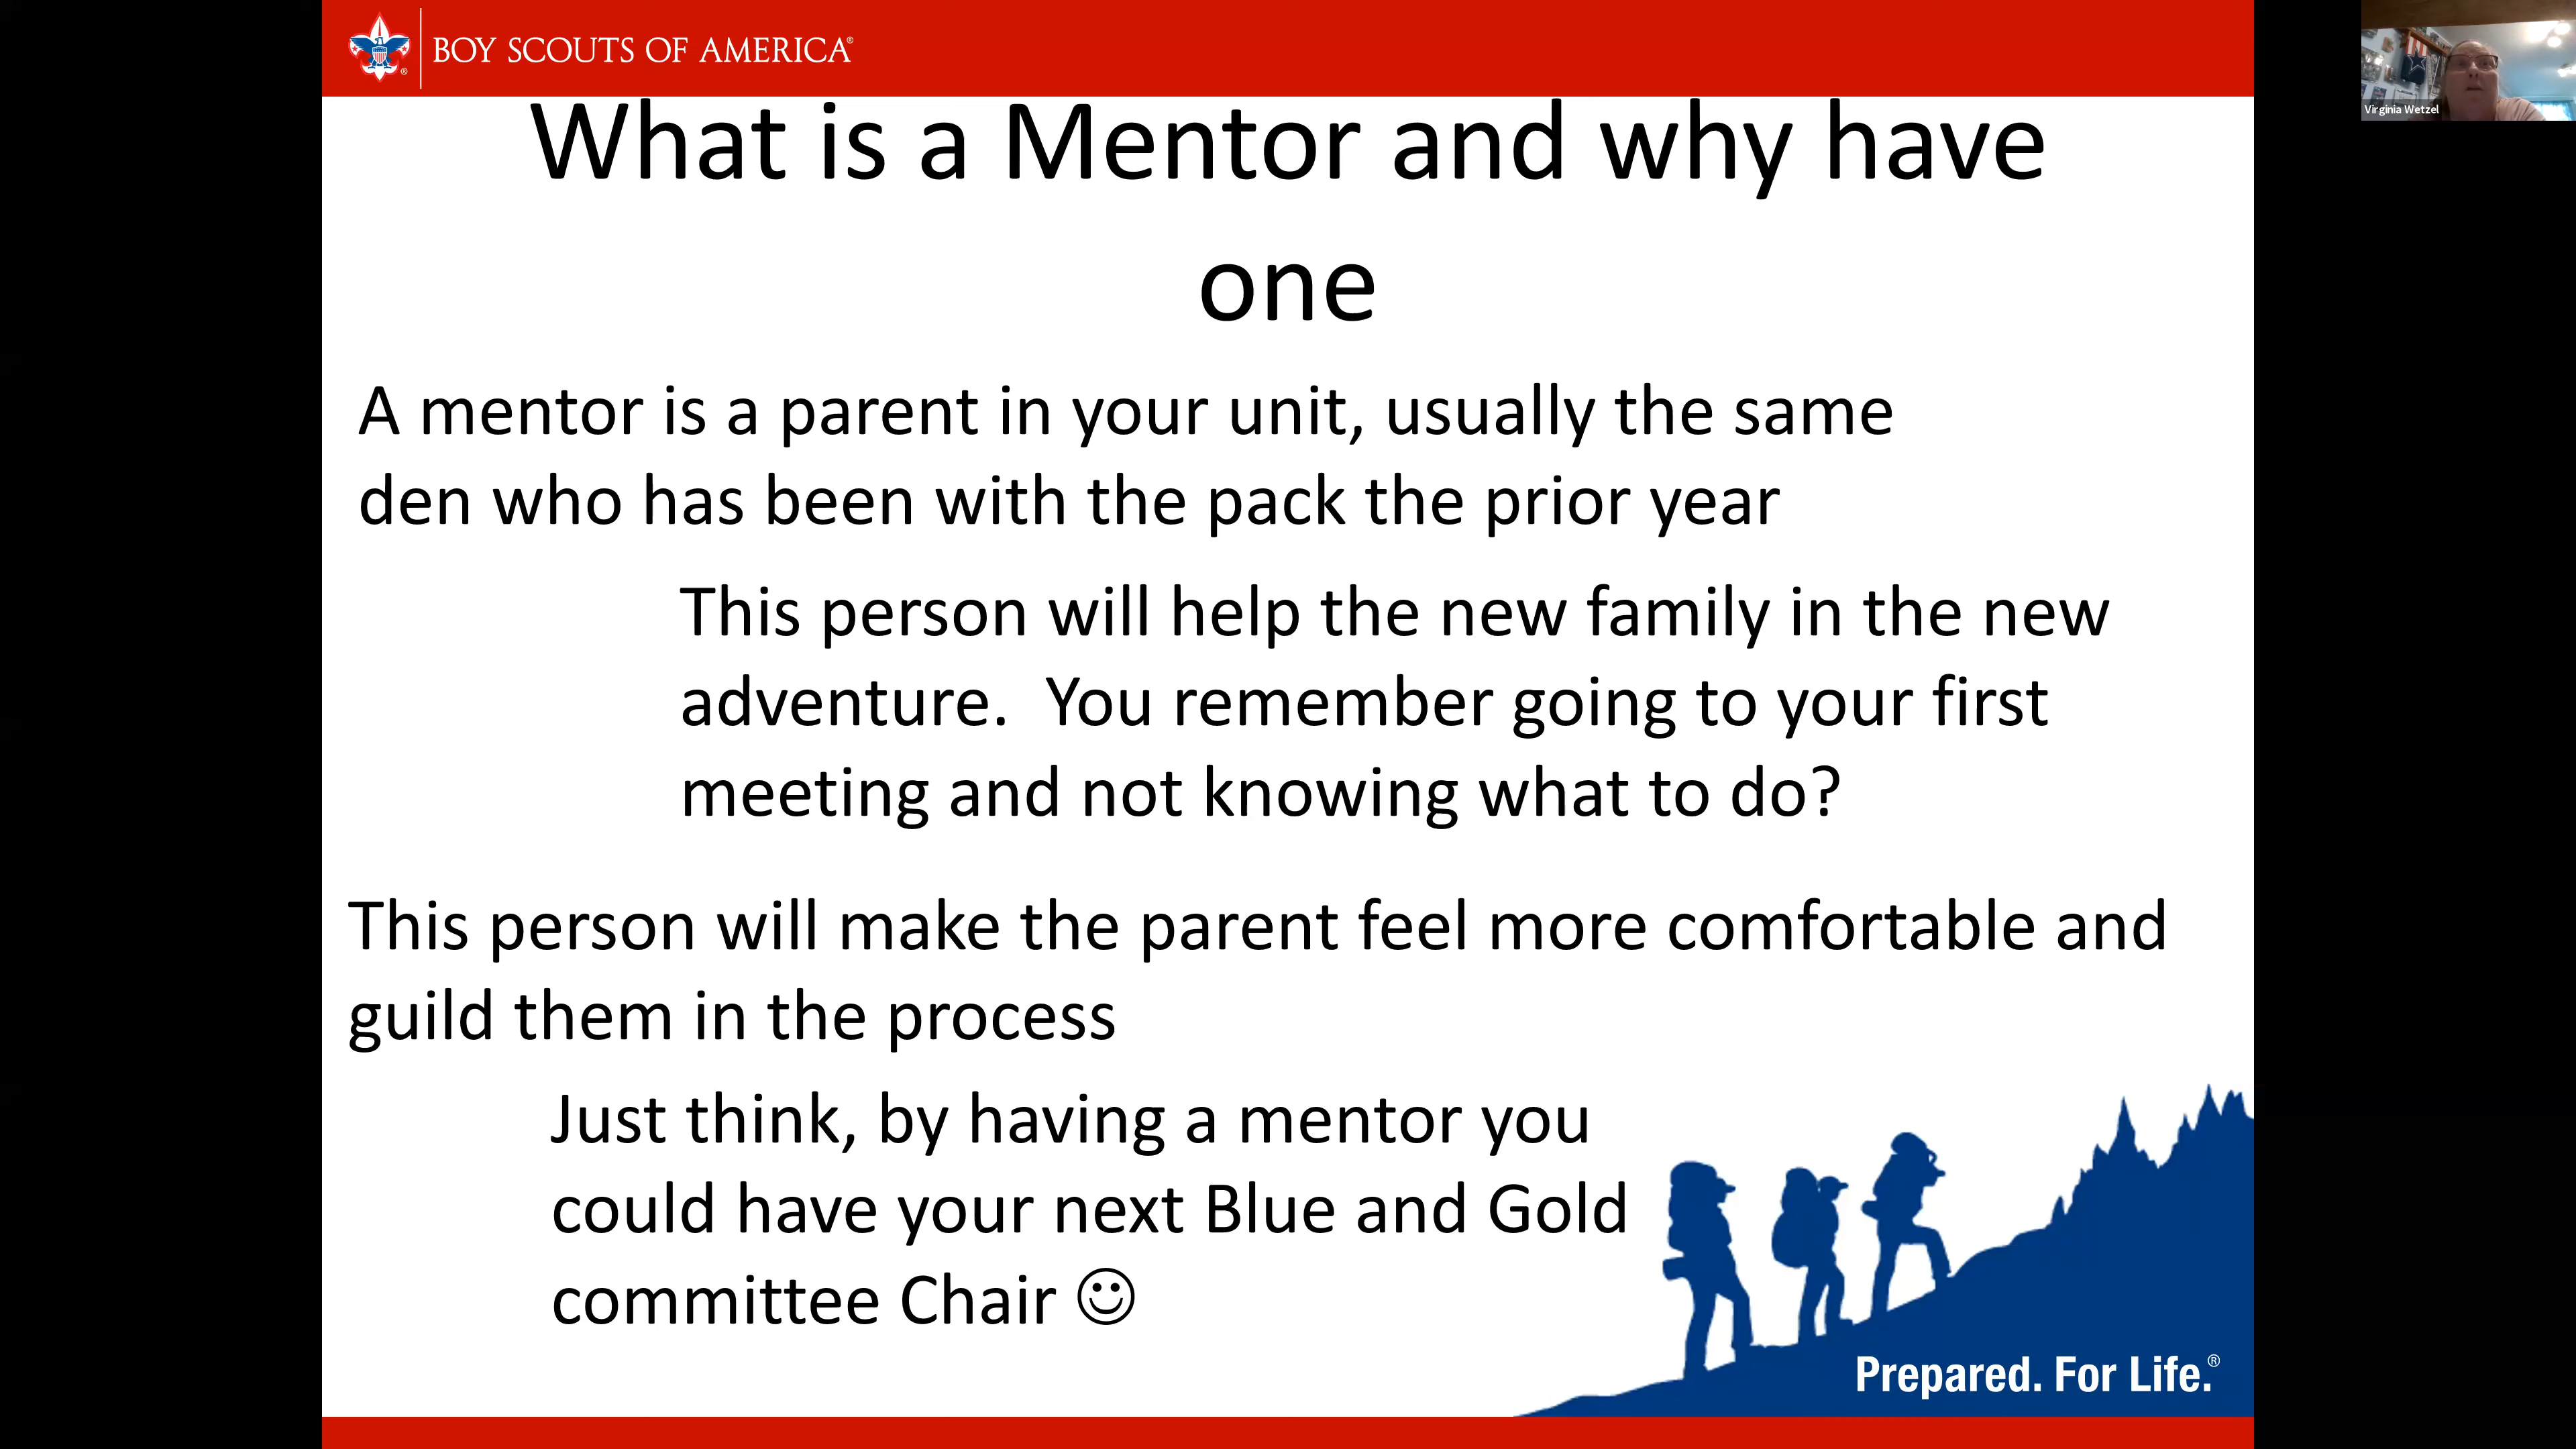 BOY SCOUTS OF AMERICA®
Virginia Wetzel
What is a Mentor and why have
one
A mentor is a parent in your unit, usually the same
den who has been with the pack the prior year
This person will help the new family in the new
adventure.  You remember going to your first
meeting and not knowing what to do?
This person will make the parent feel more comfortable and
guild them in the process
Just think, by having a mentor you
could have your next Blue and Gold
committee Chair ☺
Prepared. For Life.®